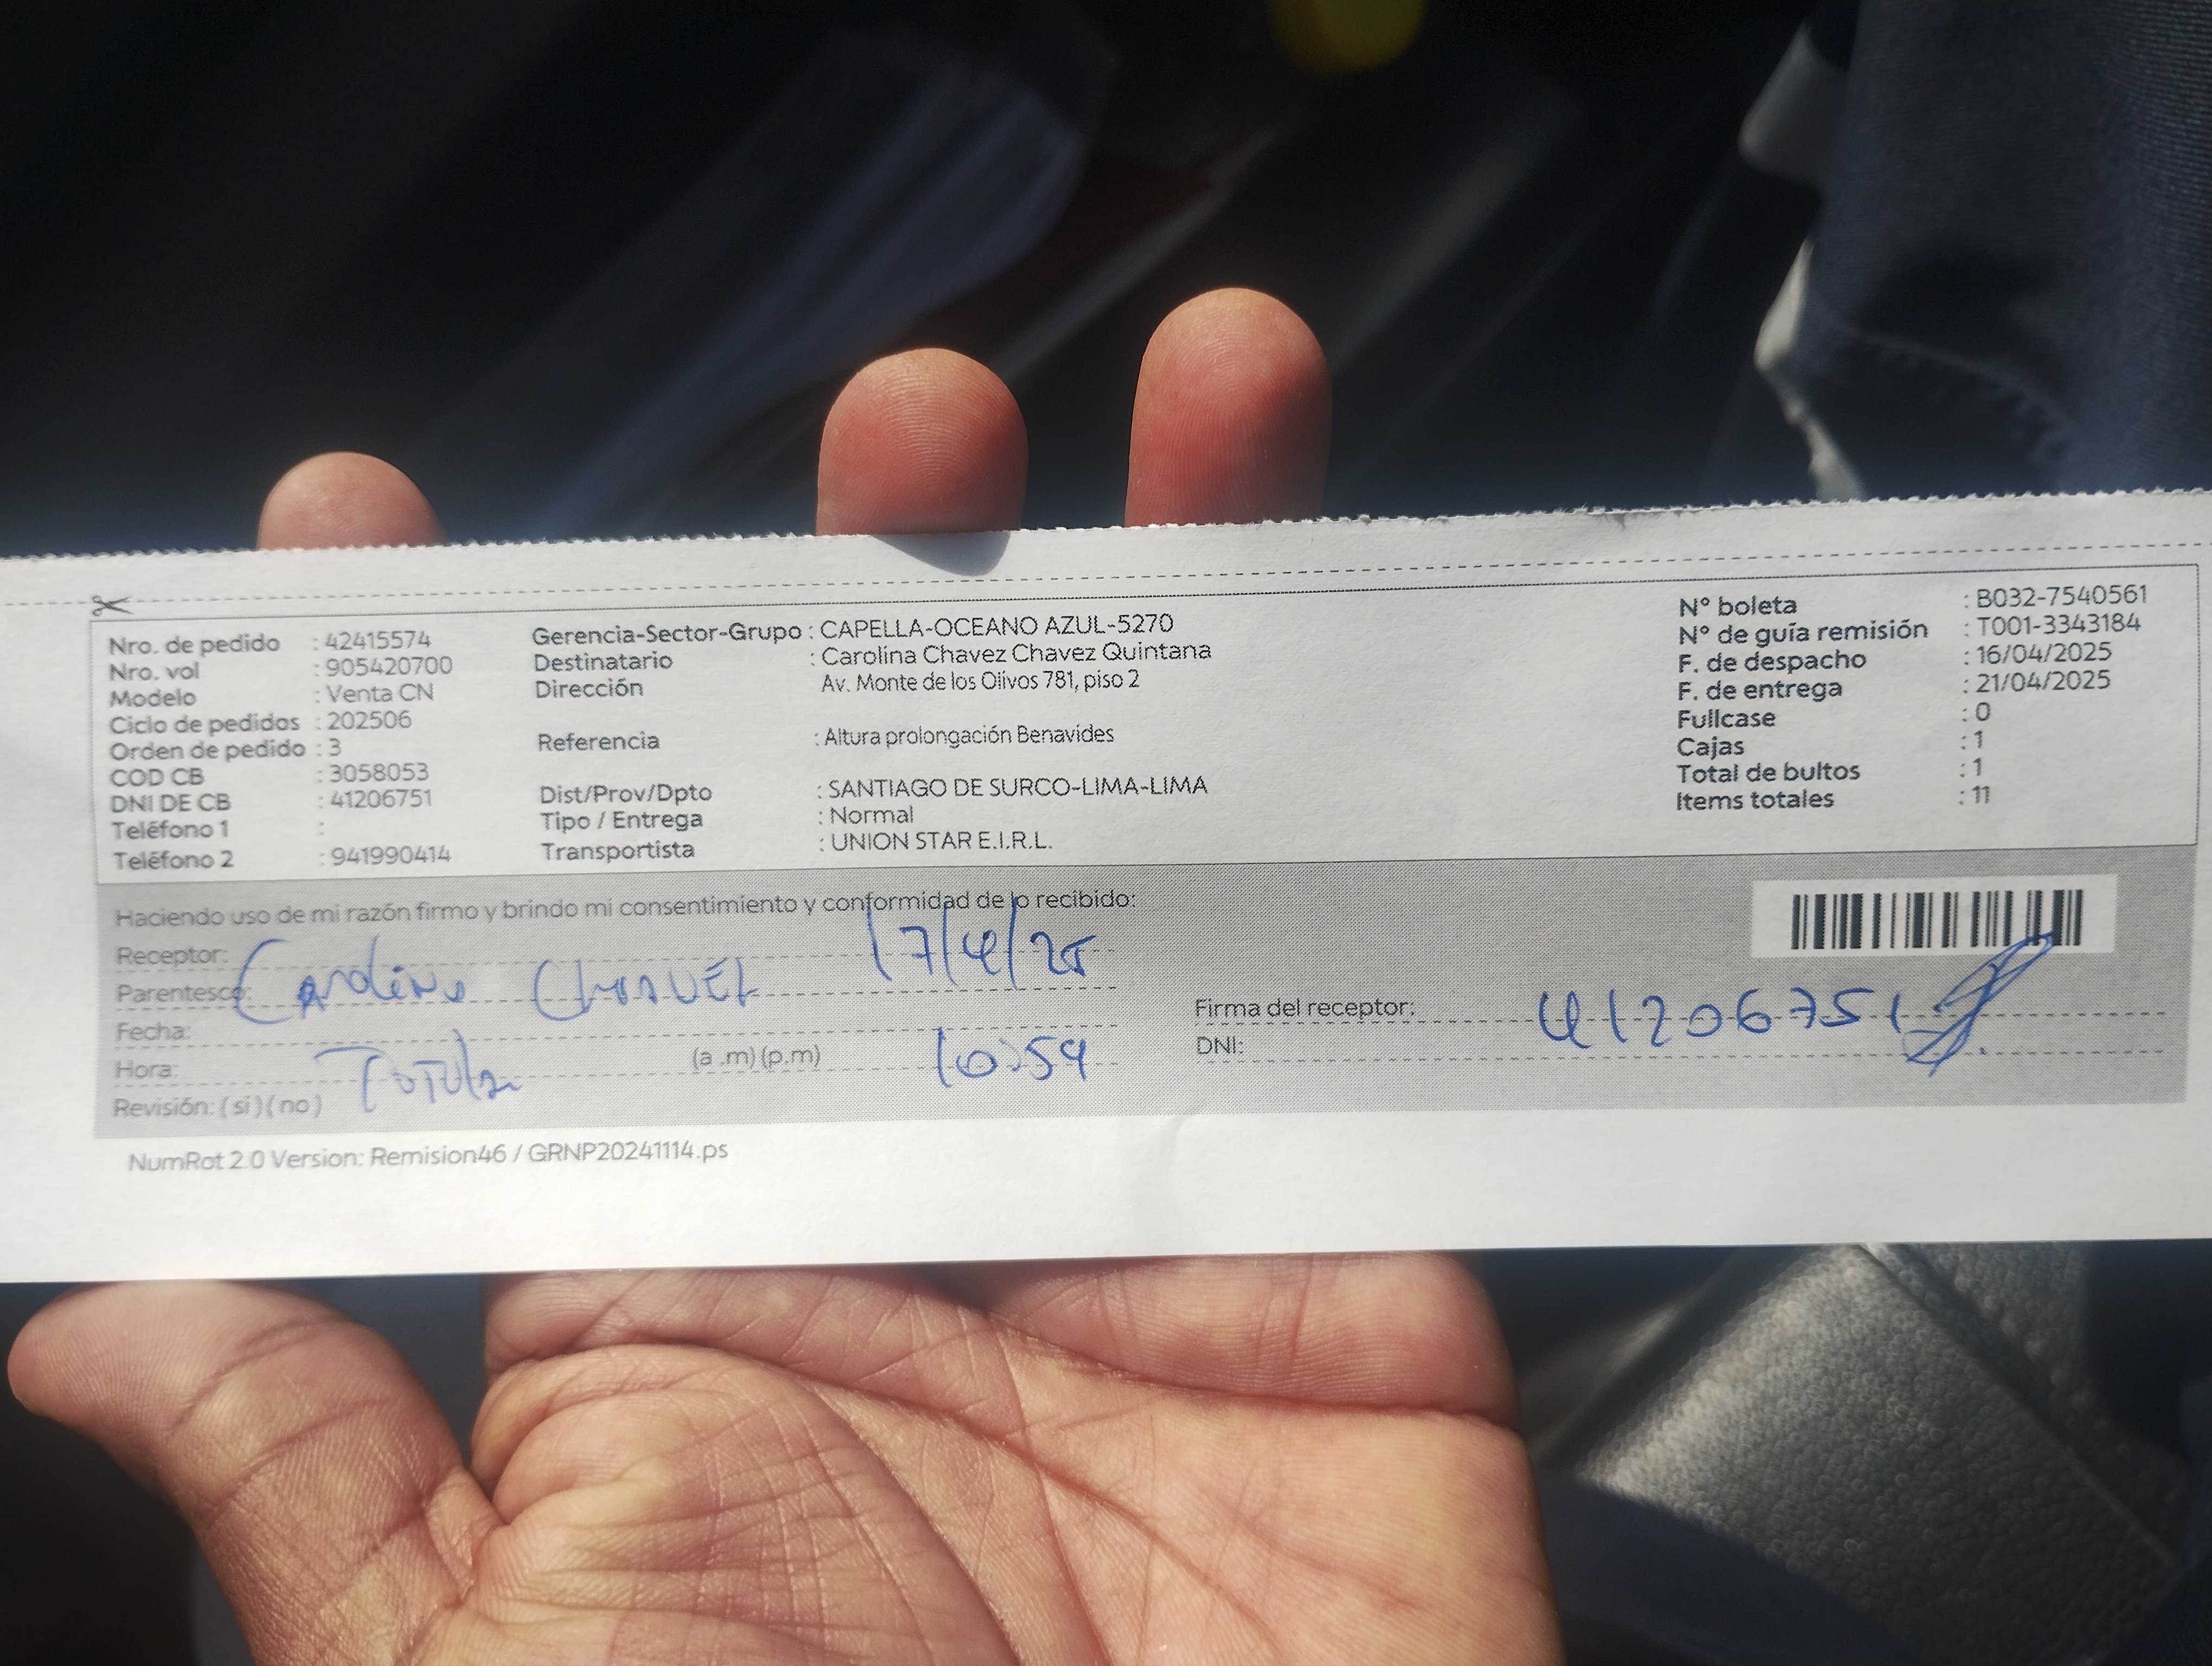 Nro. de pedido : 42415574
Nro. vol : 905420700
Modelo : Venta CN
Ciclo de pedidos : 202506
Orden de pedido : 3
COD CB : 3058053
DNI DE CB : 41206751
Teléfono 1 :
Teléfono 2 : 941990414
Gerencia-Sector-Grupo : CAPELLA-OCEANO AZUL-5270
Destinatario : Carolina Chavez Chavez Quintana
Dirección Av. Monte de los Olivos 781, piso 2
Referencia : Altura prolongación Benavides
Dist/Prov/Dpto : SANTIAGO DE SURCO-LIMA-LIMA
Tipo / Entrega : Normal
Transportista : UNION STAR E.I.R.L.
N° boleta : B032-7540561
N° de guía remisión : T001-3343184
F. de despacho : 16/04/2025
F. de entrega : 21/04/2025
Fullcase : 0
Cajas : 1
Total de bultos : 1
Items totales : 11
Haciendo uso de mi razón firmo y brindo mi consentimiento y conformidad de lo recibido:
Receptor: 17/4/25
Parentesco: Carolina Chavez
Fecha:
Hora: (a .m) (p.m) 10:59
Revisión: ( si ) ( no ) Titular
Firma del receptor: 41206751
DNI:
NumRot 2.0 Version: Remision46 / GRNP20241114.ps